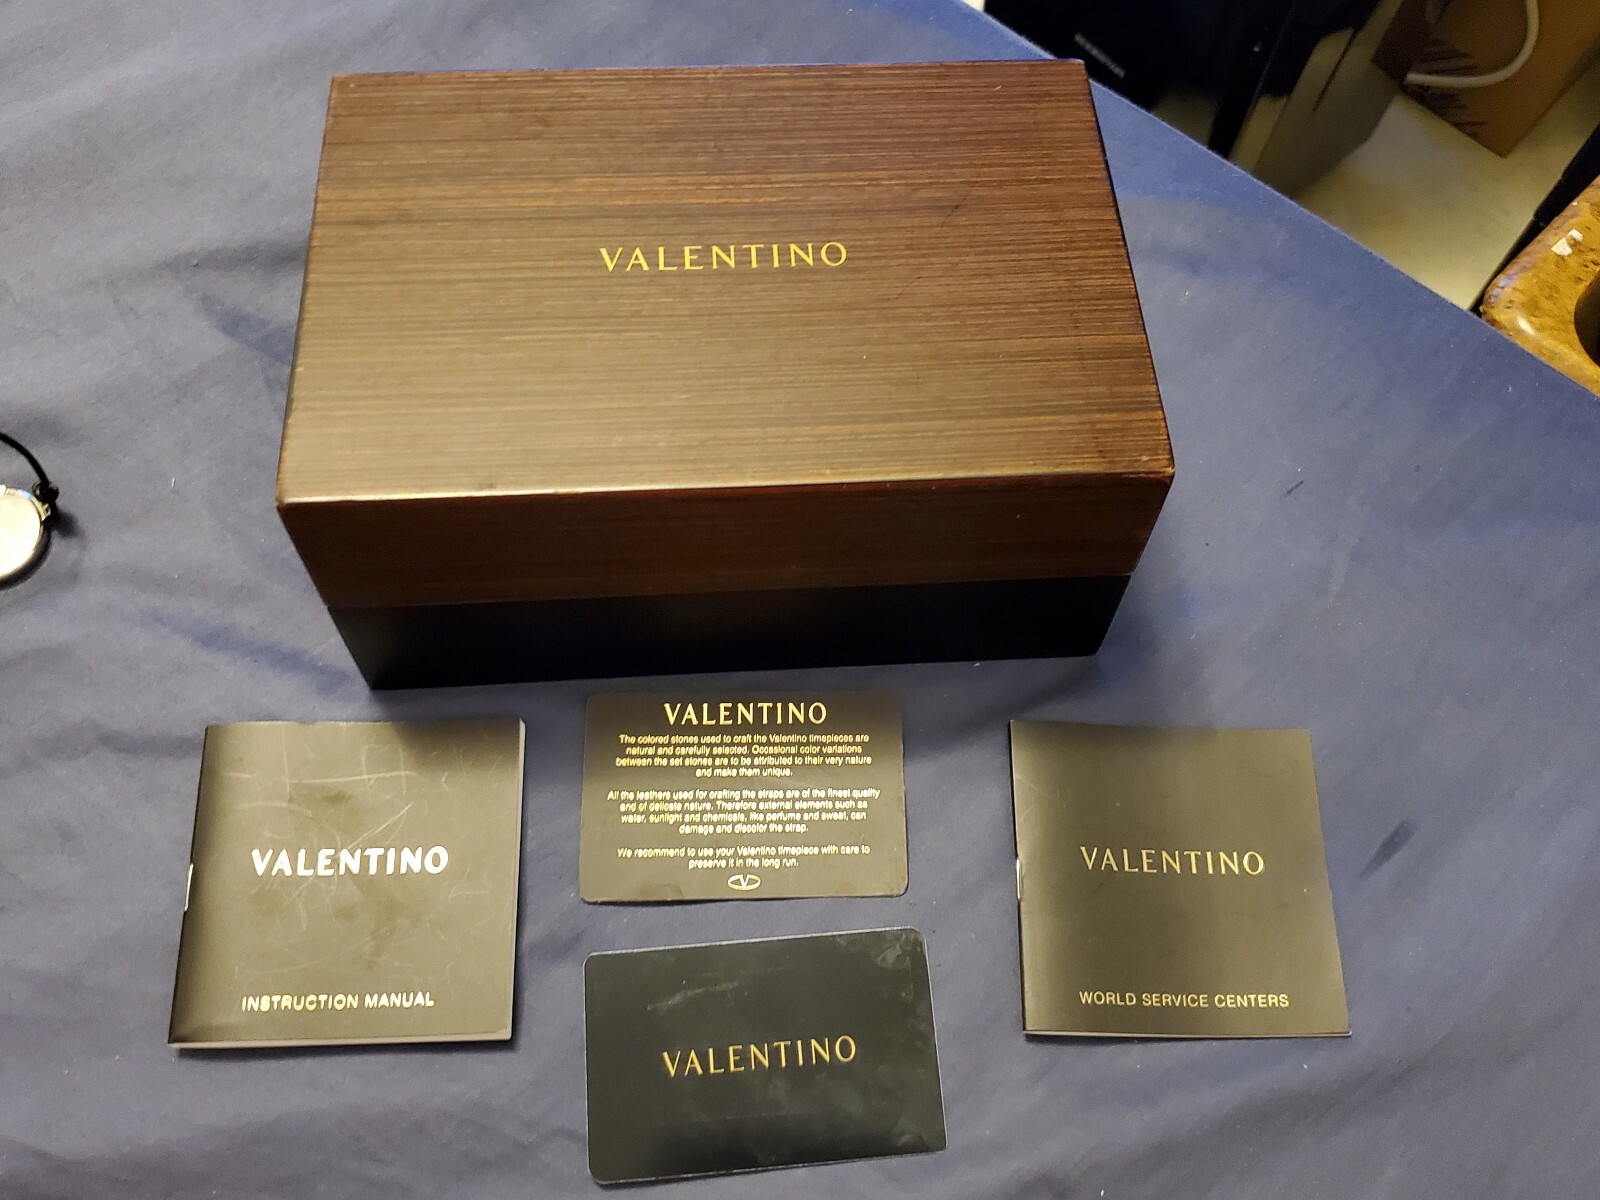 VALENTINO
VALENTINO
INSTRUCTION MANUAL
VALENTINO
The colored stones used to craft the Valentino timepieces are
natural and carefully selected. Occasional color variations
between the set stones are to be attributed to their very nature
and make them unique.
All the leathers used for crafting the straps are of the finest quality
and of delicate nature. Therefore external elements such as
water, sunlight and chemicals, like perfume and sweat, can
damage and discolor the strap.
We recommend to use your Valentino timepiece with care to
preserve it in the long run.
V
VALENTINO
WORLD SERVICE CENTERS
VALENTINO